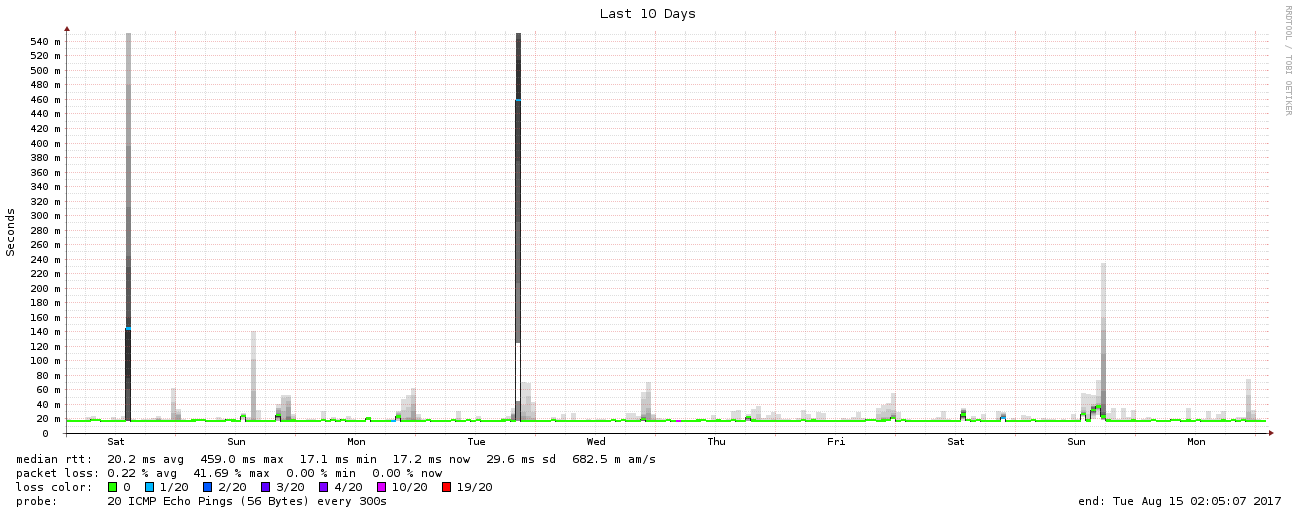 Last 10 Days
RRDTOOL / TOBI OETIKER
Seconds
540 m
520 m
500 m
480 m
460 m
440 m
420 m
400 m
380 m
360 m
340 m
320 m
300 m
280 m
260 m
240 m
220 m
200 m
180 m
160 m
140 m
120 m
100 m
80 m
60 m
40 m
20 m
0
Sat Sun Mon Tue Wed Thu Fri Sat Sun Mon
median rtt: 20.2 ms avg 459.0 ms max 17.1 ms min 17.2 ms now 29.6 ms sd 682.5 m am/s
packet loss: 0.22 % avg 41.69 % max 0.00 % min 0.00 % now
loss color: 0 1/20 2/20 3/20 4/20 10/20 19/20
probe: 20 ICMP Echo Pings (56 Bytes) every 300s end: Tue Aug 15 02:05:07 2017